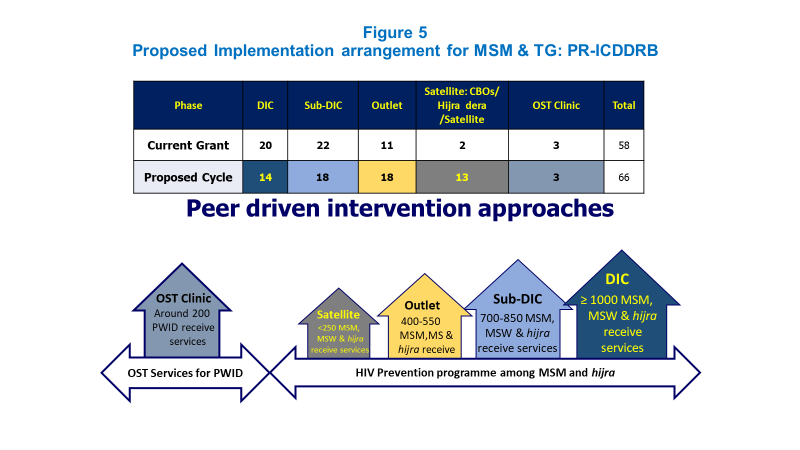 Figure 5
Proposed Implementation arrangement for MSM & TG: PR-ICDDRB
Phase DIC Sub-DIC Outlet Satellite: CBOs/ Hijra dera /Satellite OST Clinic Total
Current Grant 20 22 11 2 3 58
Proposed Cycle 14 18 18 13 3 66
Peer driven intervention approaches
OST Clinic
Around 200
PWID receive
services
Satellite
<250 MSM,
MSW & hijra
receive services
Outlet
400-550
MSM,MS &
hijra receive
Sub-DIC
700-850 MSM,
MSW & hijra
receive services
DIC
≥ 1000 MSM,
MSW & hijra
receive
services
OST Services for PWID
HIV Prevention programme among MSM and hijra